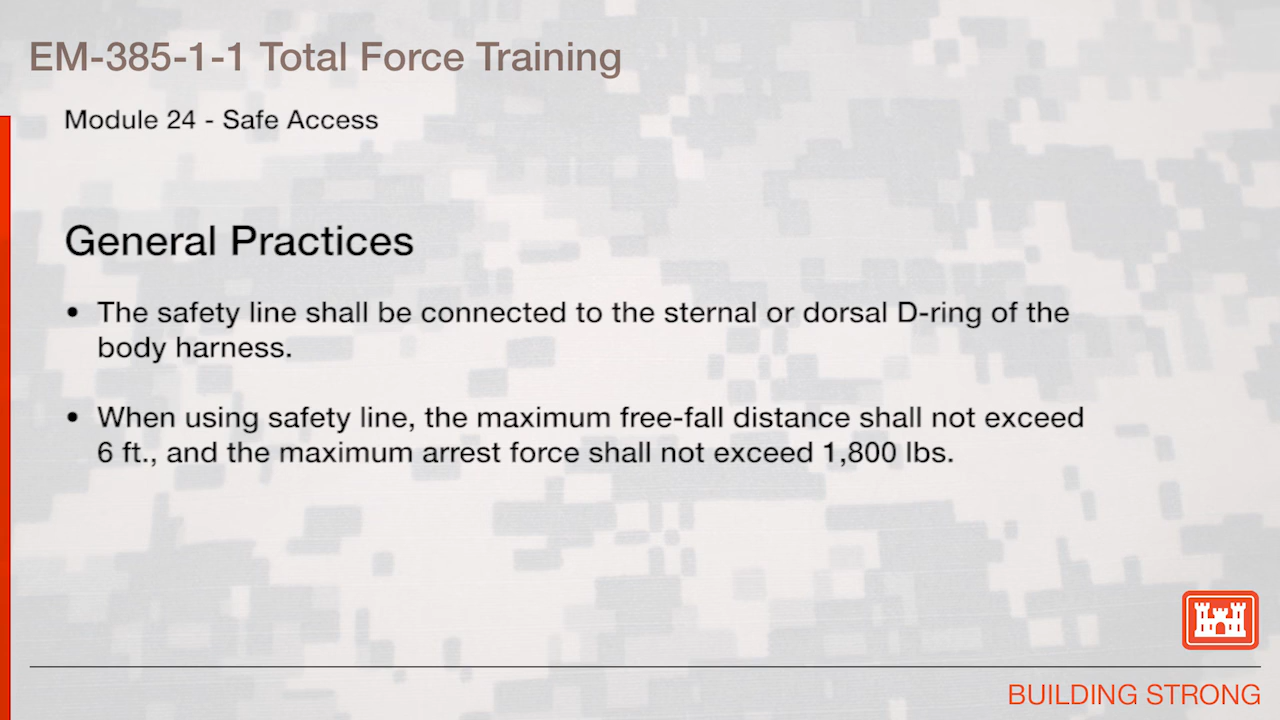 EM-385-1-1 Total Force Training
Module 24 - Safe Access
General Practices
• The safety line shall be connected to the sternal or dorsal D-ring of the
body harness.
• When using safety line, the maximum free-fall distance shall not exceed
6 ft., and the maximum arrest force shall not exceed 1,800 lbs.
BUILDING STRONG